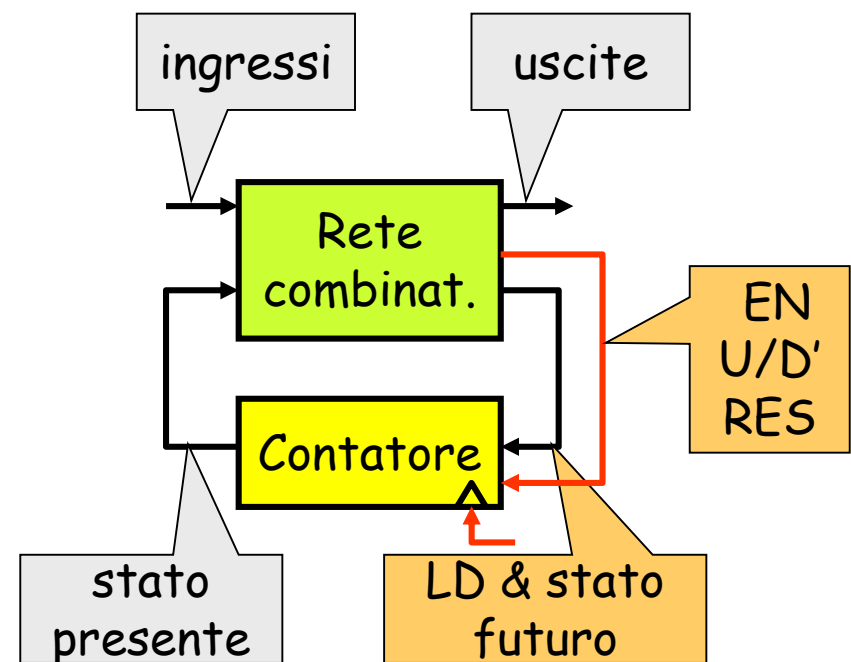 ingressi
uscite
Rete
combinat.
EN
U/D'
RES
Contatore
stato
presente
LD & stato
futuro